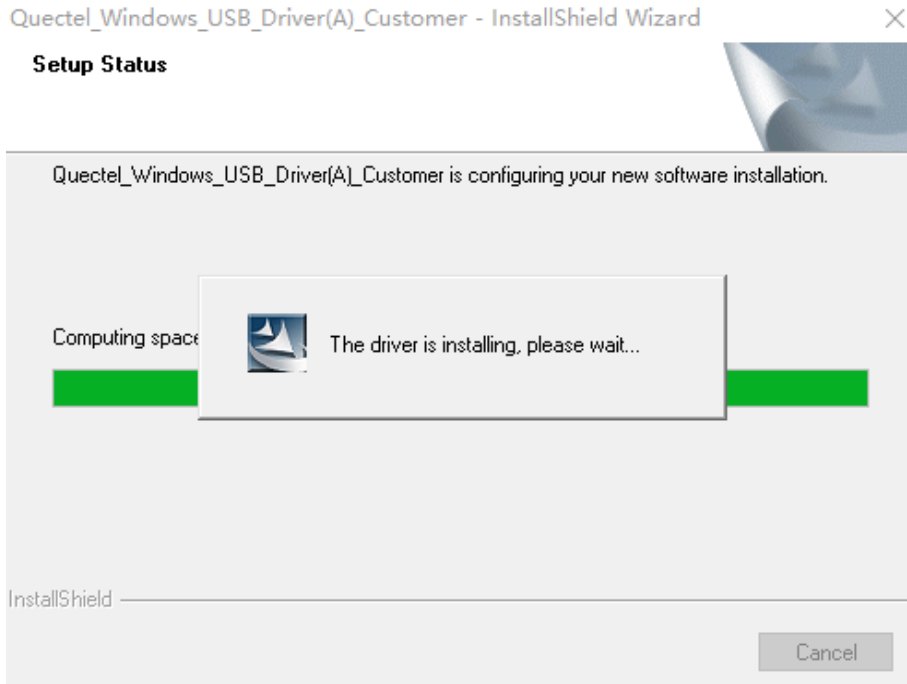 Quectel_Windows_USB_Driver(A)_Customer - InstallShield Wizard
Setup Status
Quectel_Windows_USB_Driver(A)_Customer is configuring your new software installation.
Computing space
The driver is installing, please wait...
InstallShield
Cancel